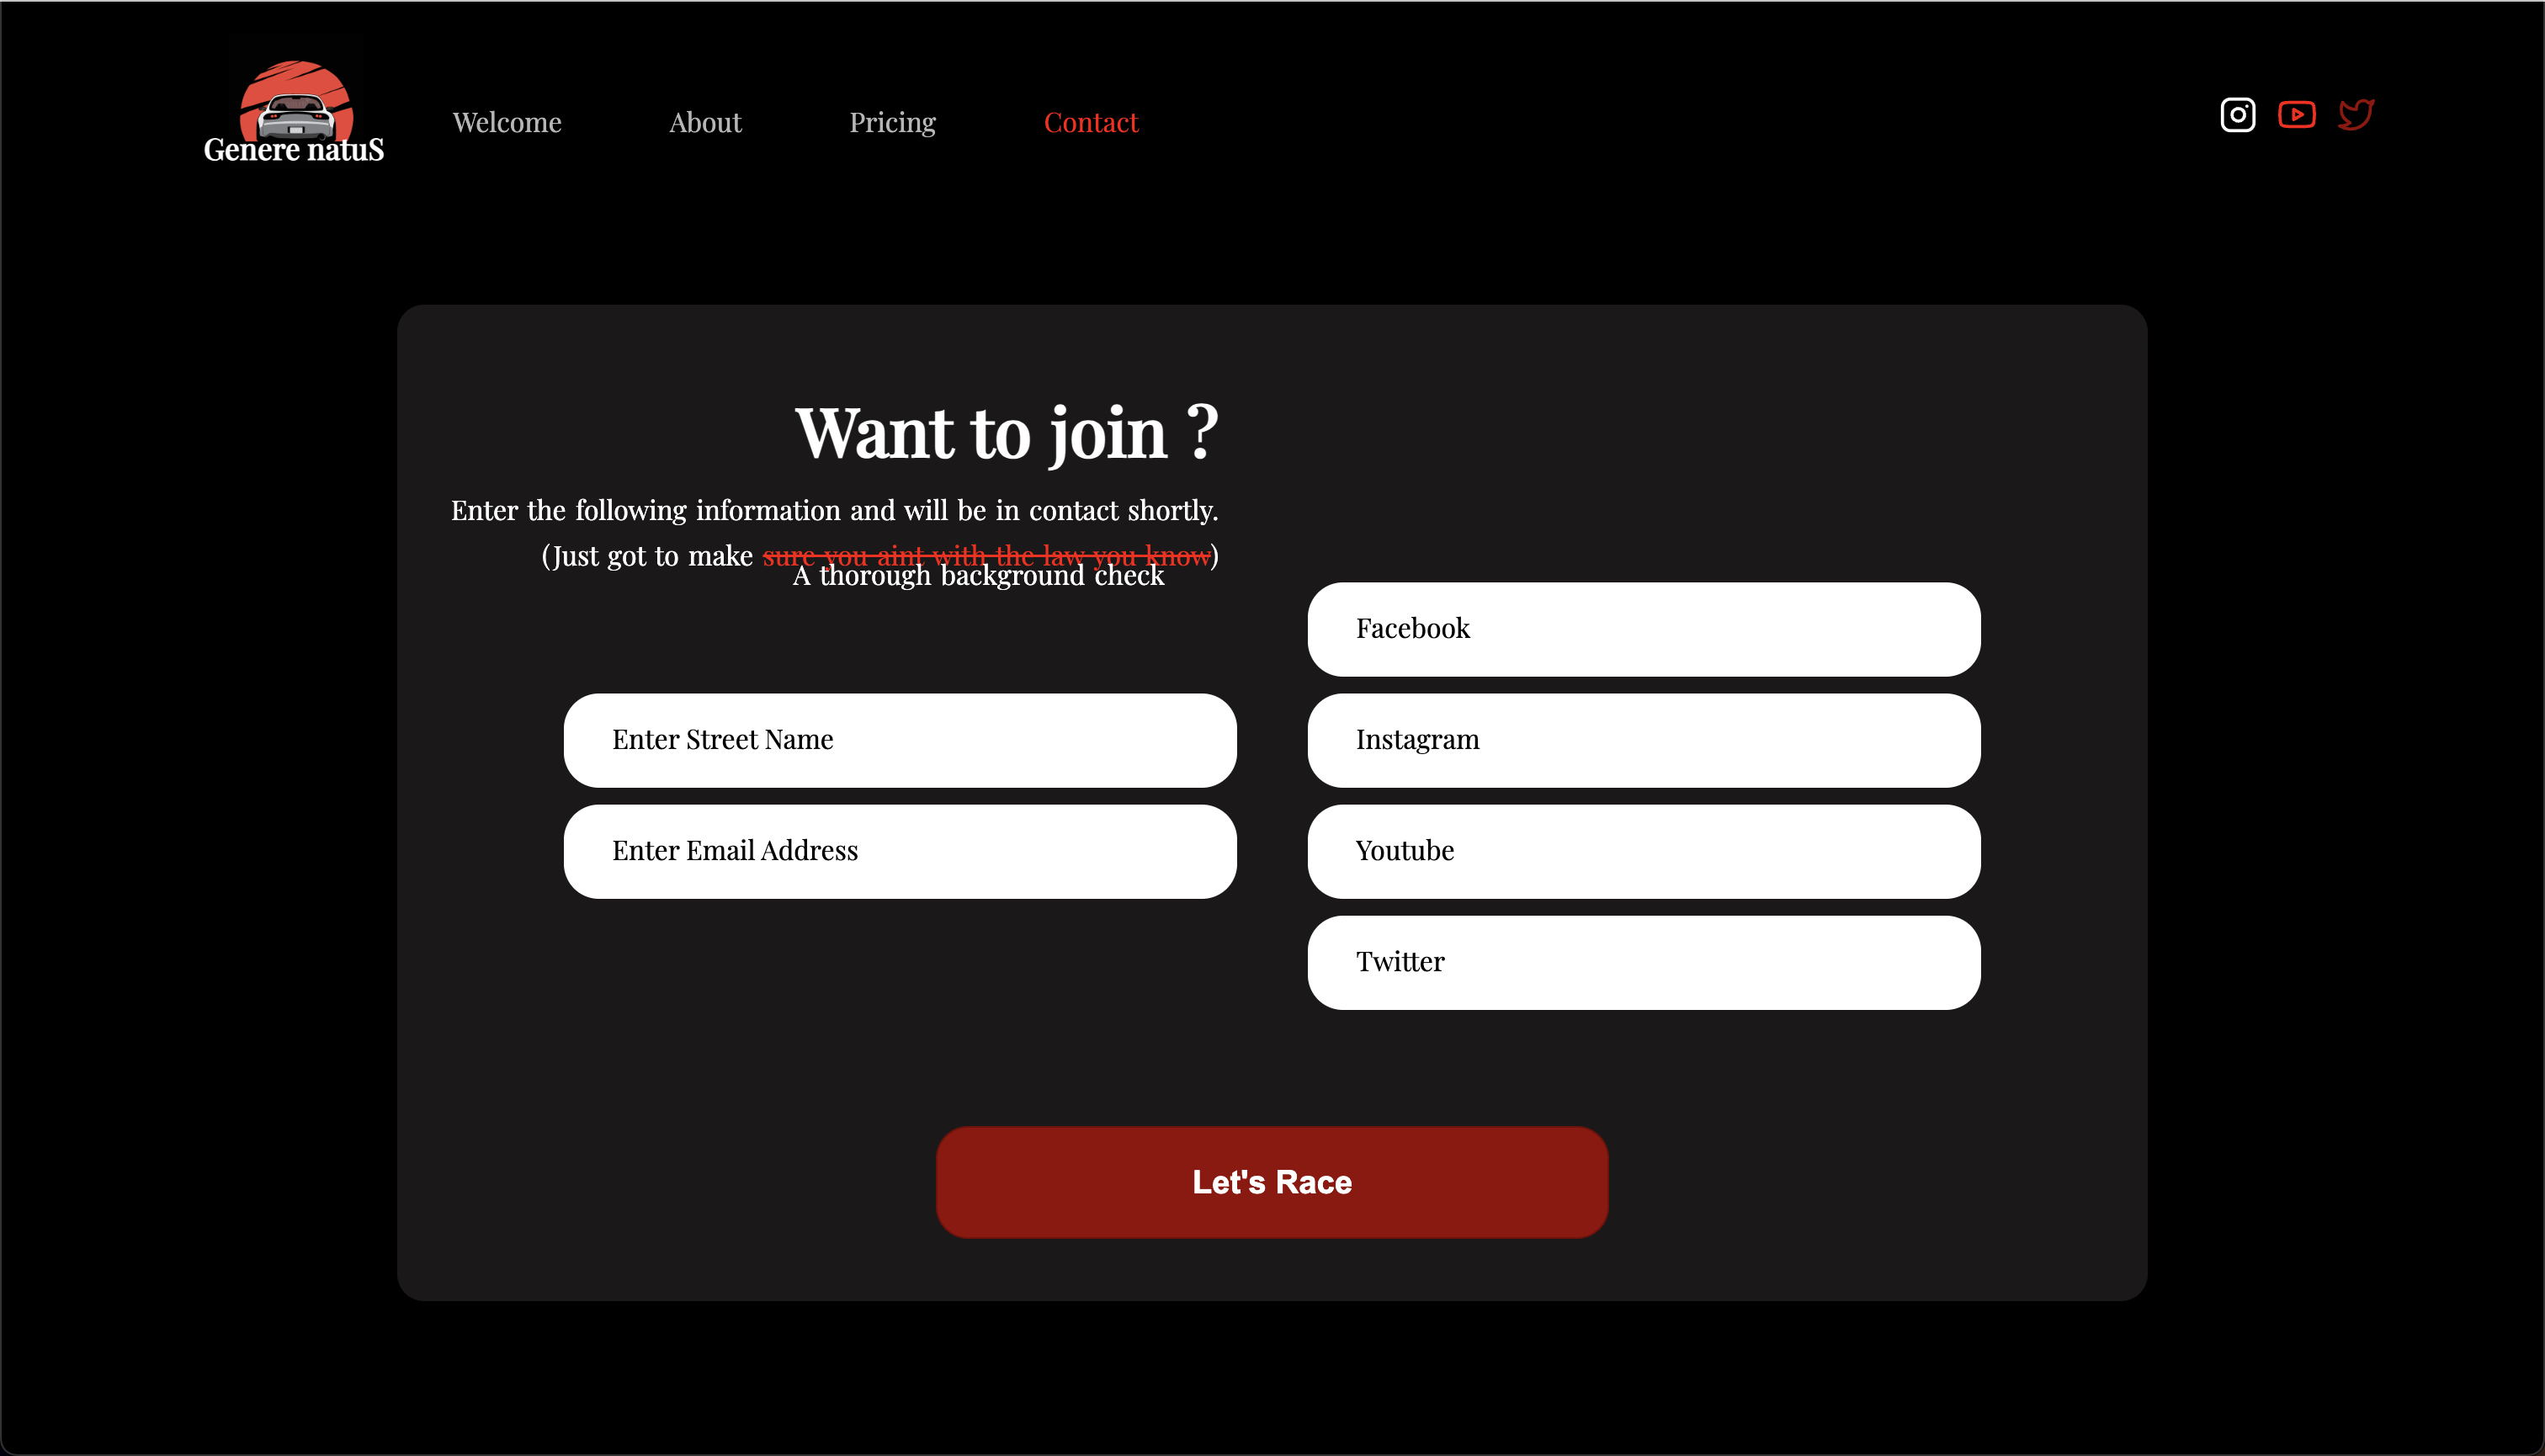 Genere natuS
Welcome About Pricing Contact
Want to join ?
Enter the following information and will be in contact shortly.
(Just got to make sure you aint with the law you know)
A thorough background check
Enter Street Name
Enter Email Address
Facebook
Instagram
Youtube
Twitter
Let's Race